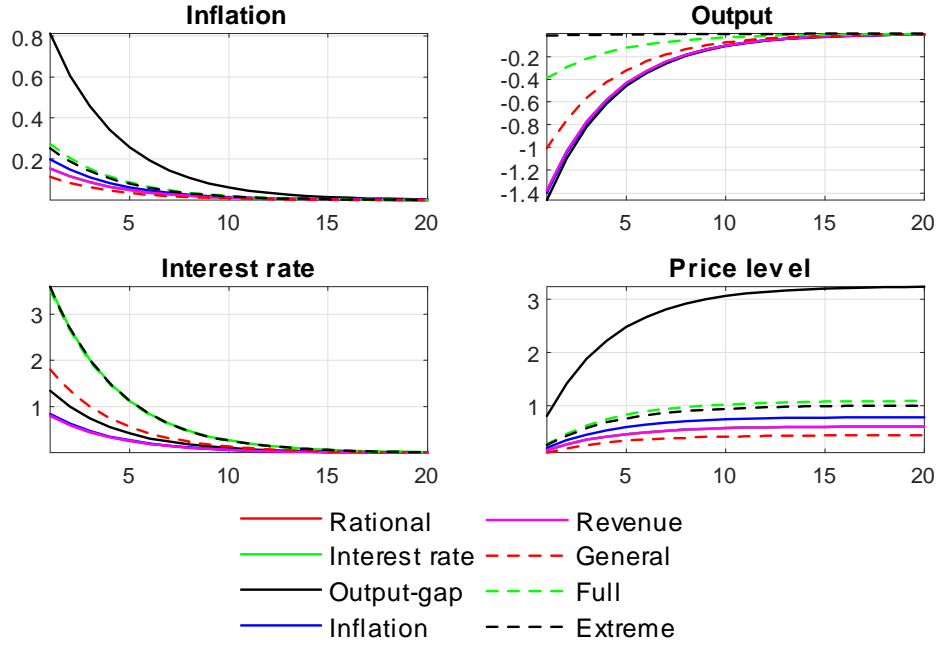 Inflation
0.8
0.6
0.4
0.2
5 10 15 20
Output
-0.2
-0.4
-0.6
-0.8
-1
-1.2
-1.4
5 10 15 20
Interest rate
3
2
1
5 10 15 20
Price level
3
2
1
5 10 15 20
Rational
Interest rate
Output-gap
Inflation
Revenue
General
Full
Extreme